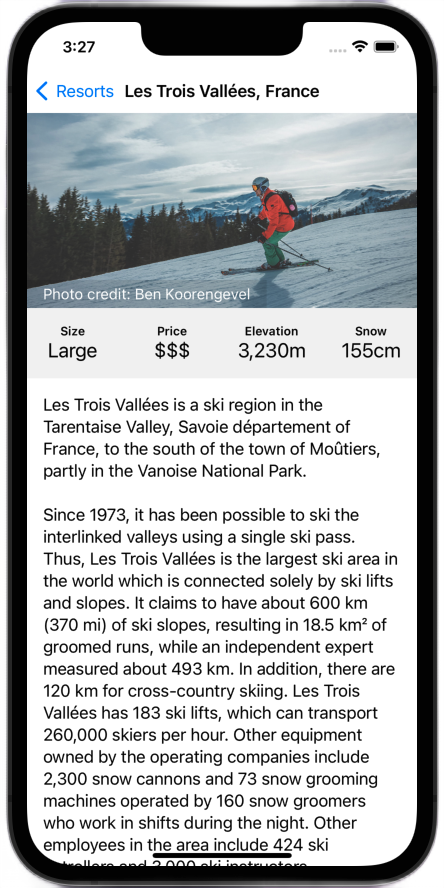 3:27
Resorts Les Trois Vallées, France
Photo credit: Ben Koorengevel
Size Price Elevation Snow
Large $$$ 3,230m 155cm
Les Trois Vallées is a ski region in the
Tarentaise Valley, Savoie département of
France, to the south of the town of Moûtiers,
partly in the Vanoise National Park.
Since 1973, it has been possible to ski the
interlinked valleys using a single ski pass.
Thus, Les Trois Vallées is the largest ski area in
the world which is connected solely by ski lifts
and slopes. It claims to have about 600 km
(370 mi) of ski slopes, resulting in 18.5 km² of
groomed runs, while an independent expert
measured about 493 km. In addition, there are
120 km for cross-country skiing. Les Trois
Vallées has 183 ski lifts, which can transport
260,000 skiers per hour. Other equipment
owned by the operating companies include
2,300 snow cannons and 73 snow grooming
machines operated by 160 snow groomers
who work in shifts during the night. Other
employees in the area include 424 ski
patrollers and 3,000 ski instructors.